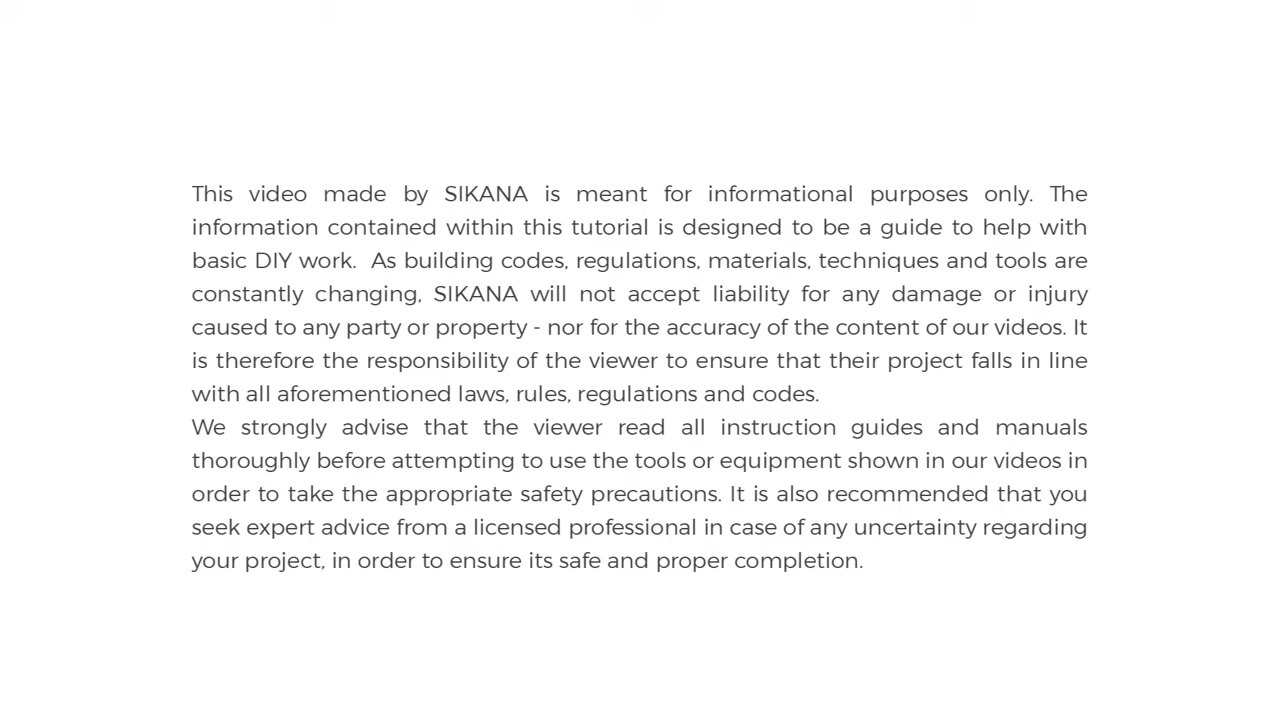 This video made by SIKANA is meant for informational purposes only. The
information contained within this tutorial is designed to be a guide to help with
basic DIY work.  As building codes, regulations, materials, techniques and tools are
constantly changing, SIKANA will not accept liability for any damage or injury
caused to any party or property - nor for the accuracy of the content of our videos. It
is therefore the responsibility of the viewer to ensure that their project falls in line
with all aforementioned laws, rules, regulations and codes.
We strongly advise that the viewer read all instruction guides and manuals
thoroughly before attempting to use the tools or equipment shown in our videos in
order to take the appropriate safety precautions. It is also recommended that you
seek expert advice from a licensed professional in case of any uncertainty regarding
your project, in order to ensure its safe and proper completion.